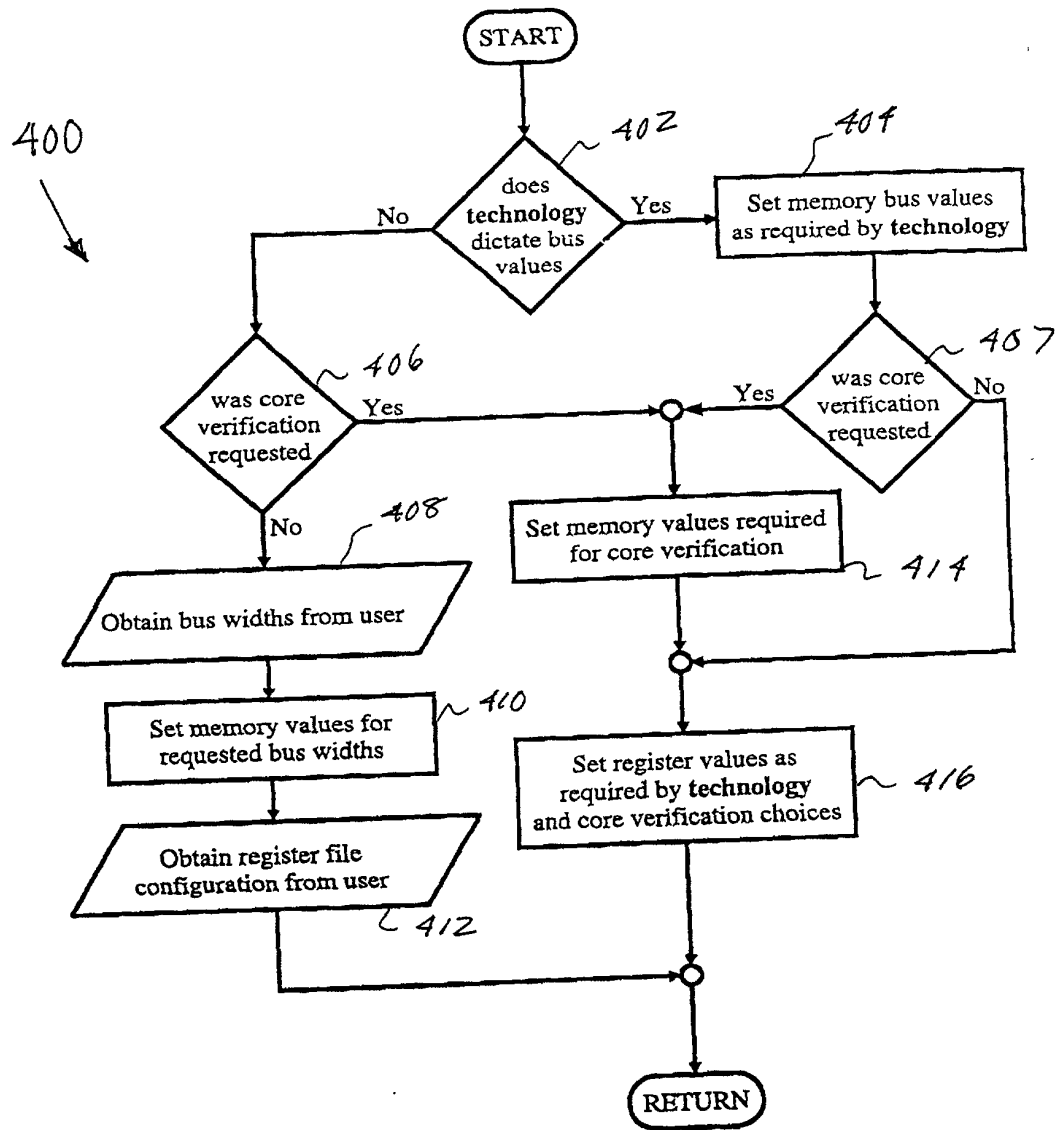 START
402
404
400
does
technology
dictate bus
values
No
Yes
Set memory bus values
as required by technology
407
406
was core
verification
requested
Yes
Yes
was core
verification
requested
No
No
408
Set memory values required
for core verification
414
Obtain bus widths from user
410
Set memory values for
requested bus widths
Set register values as
required by technology
and core verification choices
416
Obtain register file
configuration from user
412
RETURN